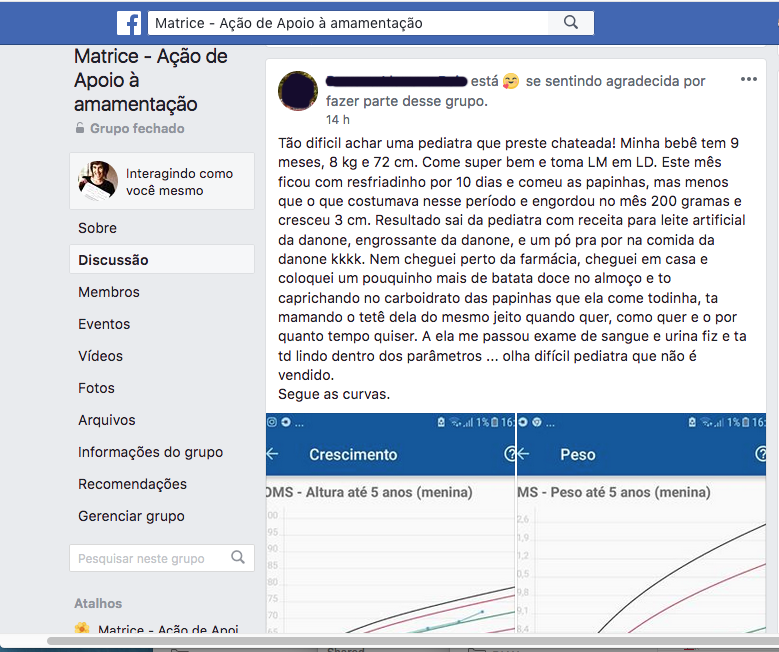 Matrice - Ação de Apoio à amamentação
Matrice - Ação de
Apoio à
amamentação
Grupo fechado
Interagindo como
você mesmo
Sobre
Discussão
Membros
Eventos
Vídeos
Fotos
Arquivos
Informações do grupo
Recomendações
Gerenciar grupo
Pesquisar neste grupo
Atalhos
Matrice - Ação de Apoi
está se sentindo agradecida por
fazer parte desse grupo.
14 h
Tão dificil achar uma pediatra que preste chateada! Minha bebê tem 9
meses, 8 kg e 72 cm. Come super bem e toma LM em LD. Este mês
ficou com resfriadinho por 10 dias e comeu as papinhas, mas menos
que o que costumava nesse período e engordou no mês 200 gramas e
cresceu 3 cm. Resultado sai da pediatra com receita para leite artificial
da danone, engrossante da danone, e um pó pra por na comida da
danone kkkk. Nem cheguei perto da farmácia, cheguei em casa e
coloquei um pouquinho mais de batata doce no almoço e to
caprichando no carboidrato das papinhas que ela come todinha, ta
mamando o tetê dela do mesmo jeito quando quer, como quer e o por
quanto tempo quiser. A ela me passou exame de sangue e urina fiz e ta
td lindo dentro dos parâmetros ... olha difícil pediatra que não é
vendido.
Segue as curvas.
... 1% 16:
Crescimento
OMS - Altura até 5 anos (menina)
00
95
90
85
80
75
70
65
... 1% 16:
Peso
MS - Peso até 5 anos (menina)
2,6
1,9
1,2
0,5
9,8
9,1
8,4